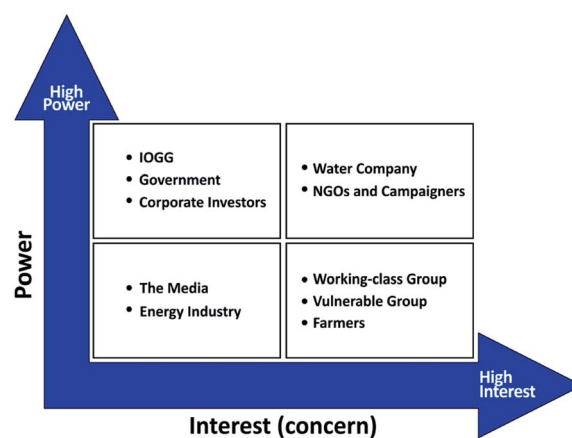 High
Power
• IOGG
• Government
• Corporate Investors
• Water Company
• NGOs and Campaigners
Power
• The Media
• Energy Industry
• Working-class Group
• Vulnerable Group
• Farmers
High
Interest
Interest (concern)